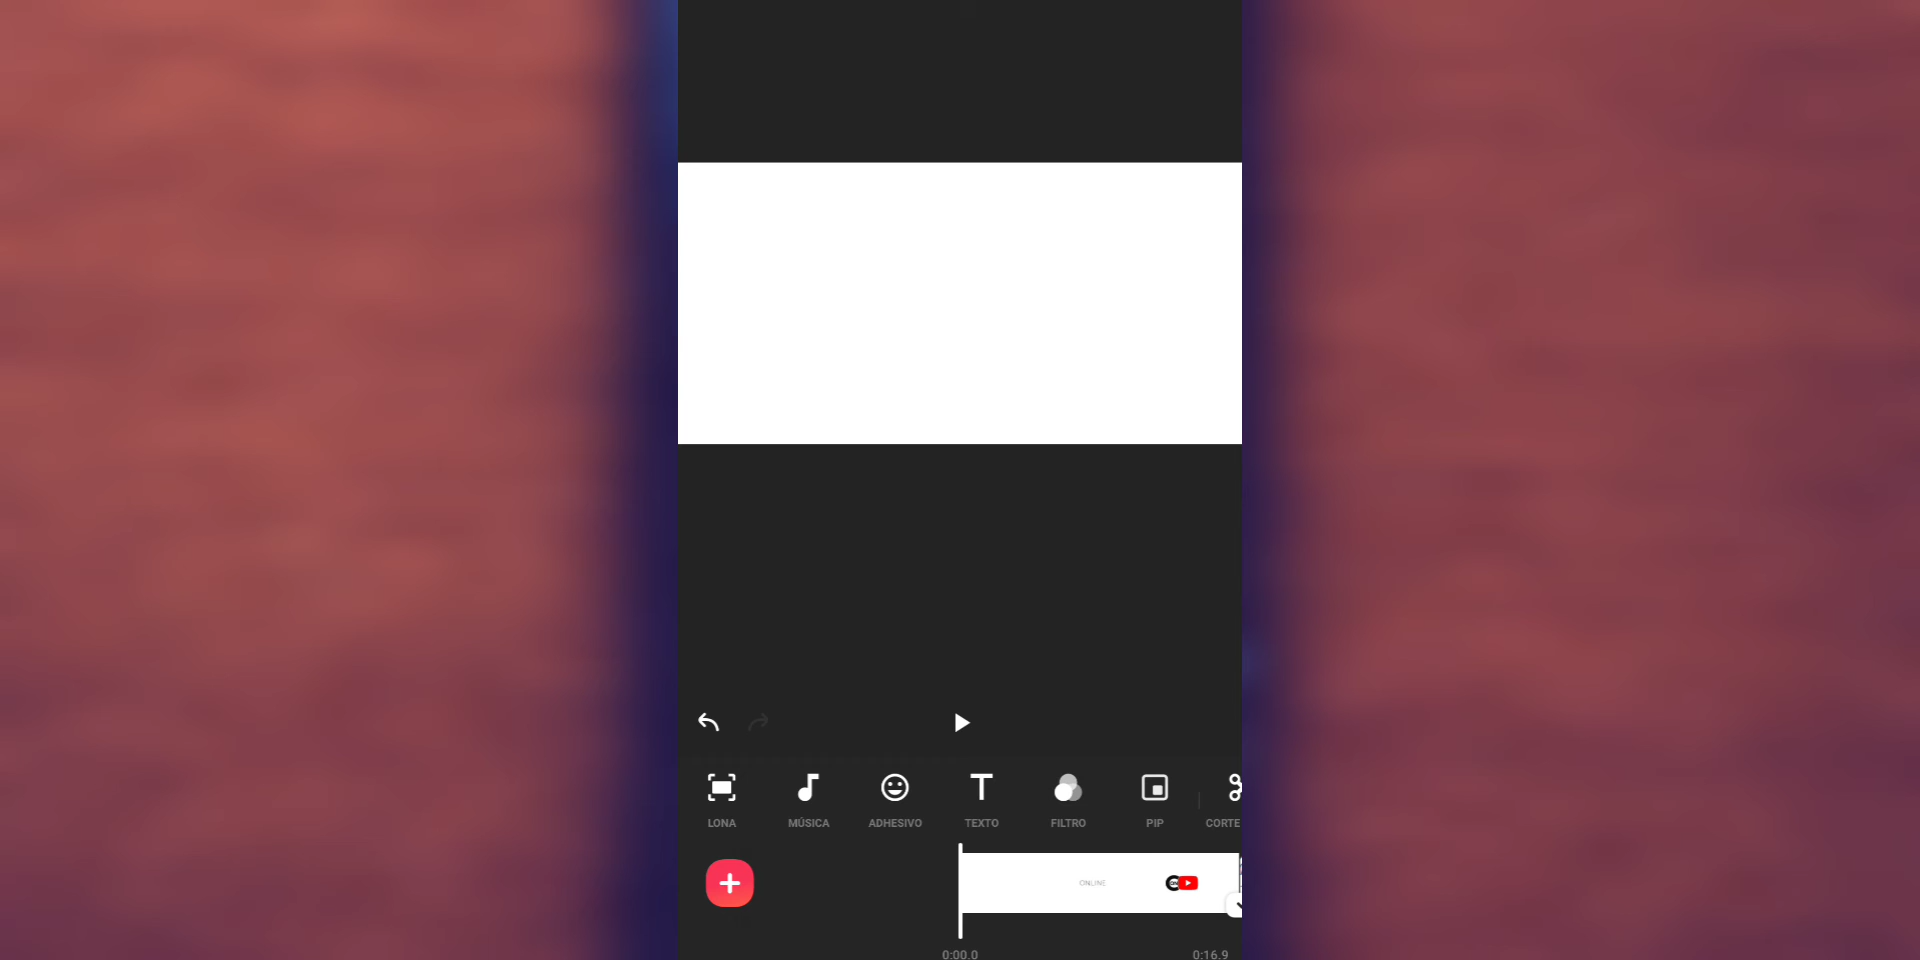 LONA MÚSICA ADHESIVO TEXTO FILTRO PIP CORTE
ONLINE
0:00.0 0:16.9